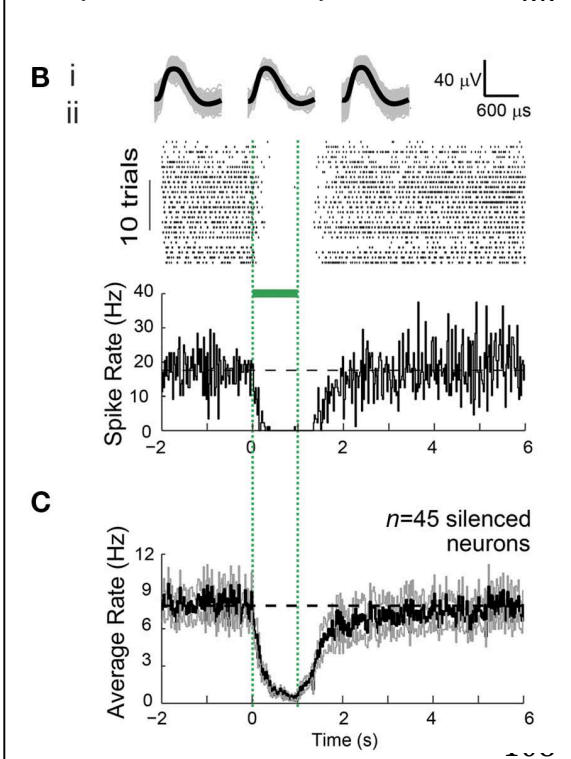 B i
ii
40 µV
600 µs
10 trials
Spike Rate (Hz)
40
30
20
10
0
−2 0 2 4 6
C
n=45 silenced
neurons
Average Rate (Hz)
12
9
6
3
0
−2 0 2 4 6
Time (s)